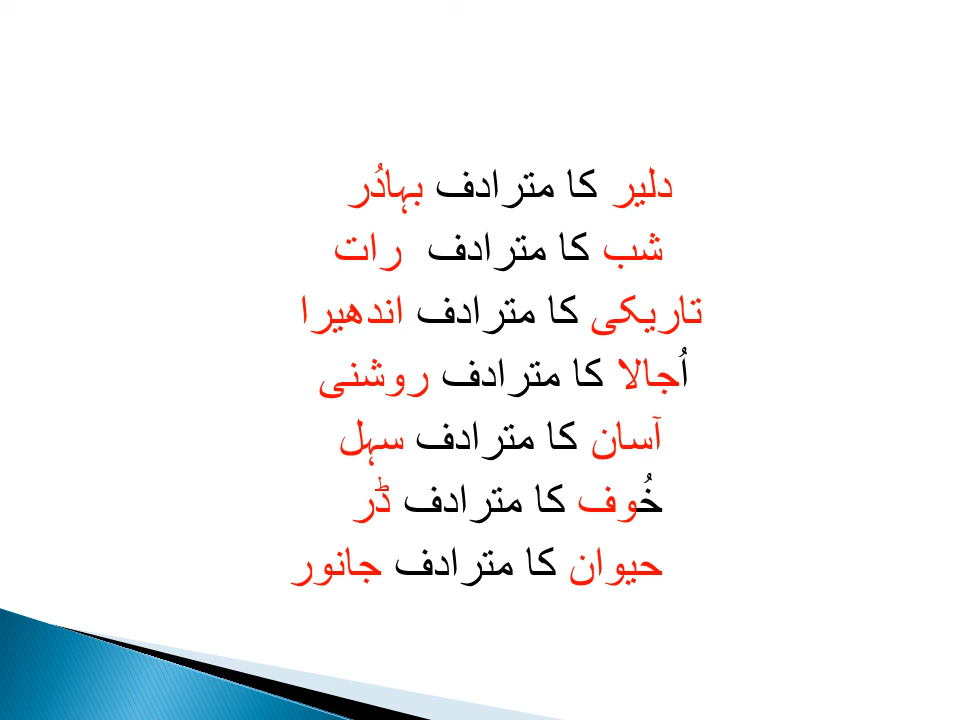 دلیر کا مترادف بہادُر
شب کا مترادف رات
تاریکی کا مترادف اندھیرا
اُجالا کا مترادف روشنی
آسان کا مترادف سہل
خُوف کا مترادف ڈر
حیوان کا مترادف جانور